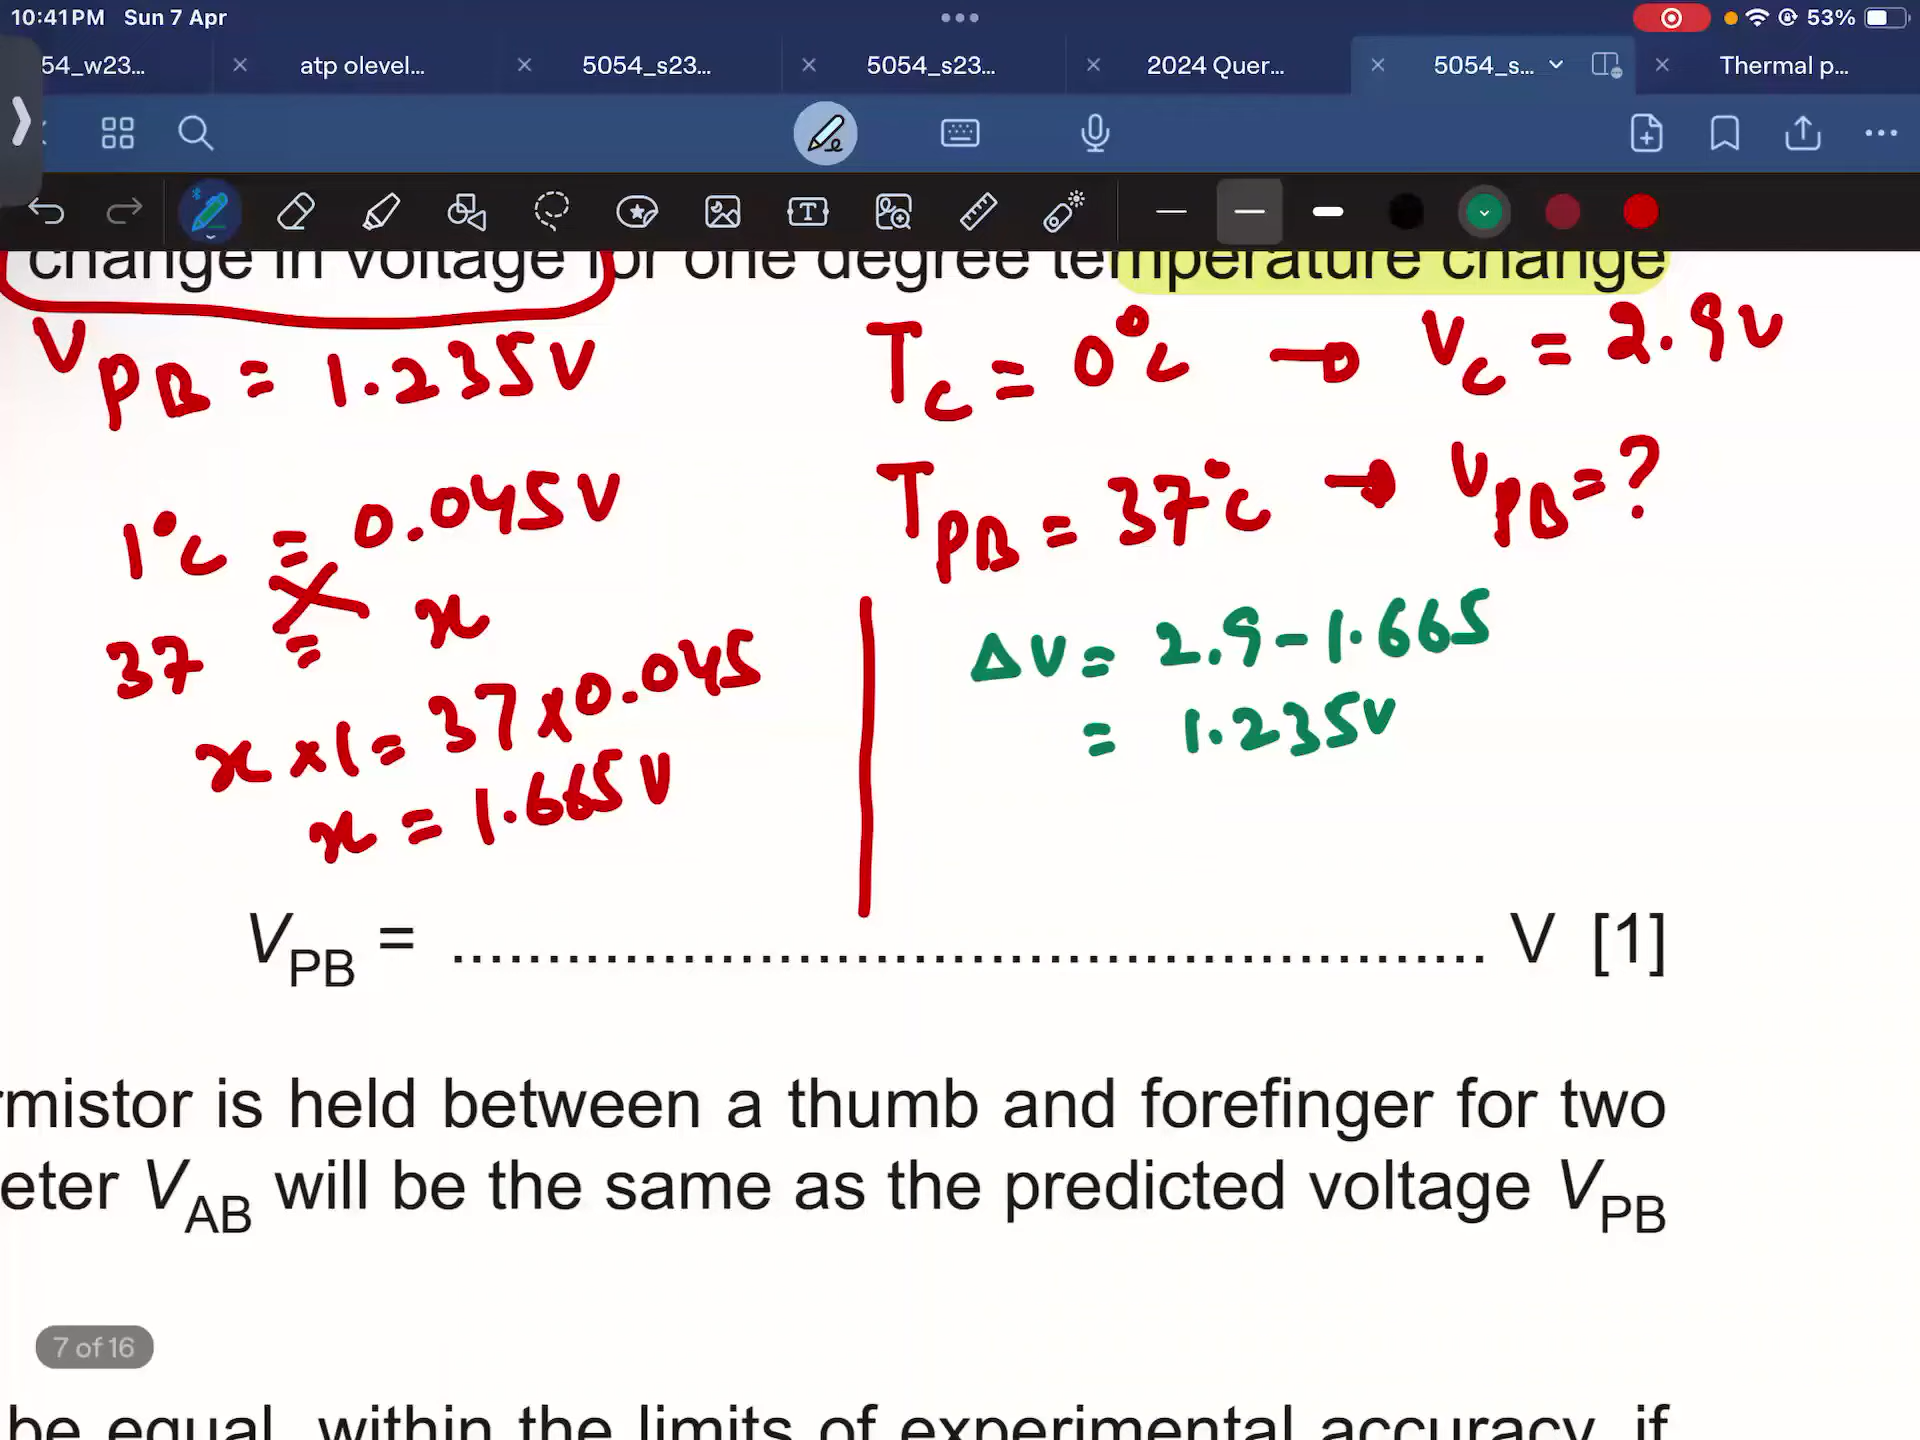 10:41 PM Sun 7 Apr
53%
54_w23...
atp olevel...
5054_s23...
5054_s23...
2024 Quer...
5054_s...
Thermal p...
change in voltage for one degree temperature change
VPB = 1.235V
TC = 0°C → VC = 2.9V
1°C = 0.045V
TPB = 37°C → VPB = ?
37 = x
x × 1 = 37 × 0.045
x = 1.665V
ΔV = 2.9 - 1.665
= 1.235V
VPB = .......................................................... V [1]
rmistor is held between a thumb and forefinger for two
eter VAB will be the same as the predicted voltage VPB
7 of 16
be equal, within the limits of experimental accuracy, if